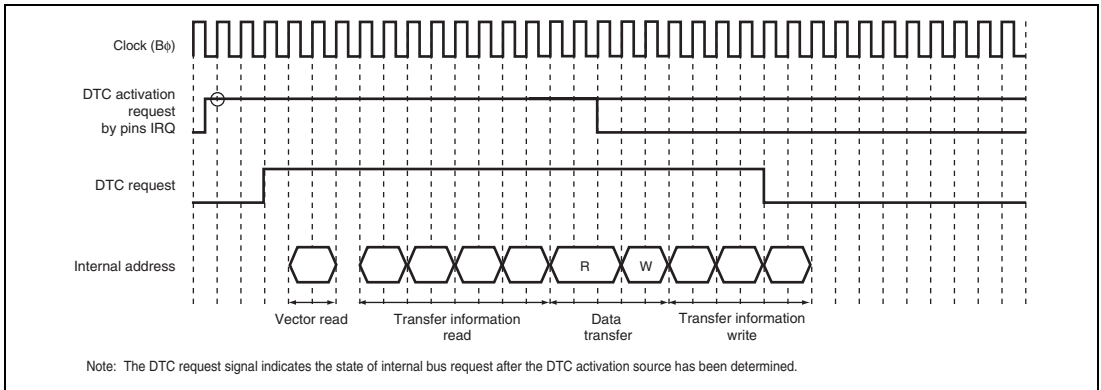 Clock (Bϕ)
DTC activation
request
by pins IRQ
DTC request
Internal address
R
W
Vector read
Transfer information
read
Data
transfer
Transfer information
write
Note: The DTC request signal indicates the state of internal bus request after the DTC activation source has been determined.